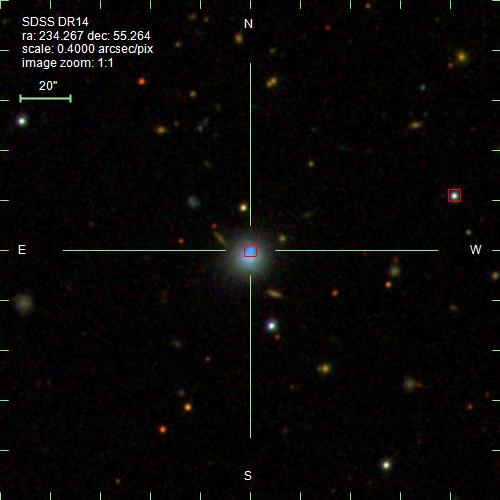 SDSS DR14
ra: 234.267 dec: 55.264
scale: 0.4000 arcsec/pix
image zoom: 1:1
20"
N
E
W
S